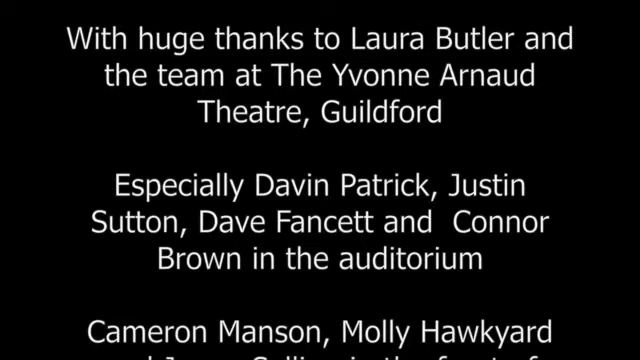 With huge thanks to Laura Butler and
the team at The Yvonne Arnaud
Theatre, Guildford
Especially Davin Patrick, Justin
Sutton, Dave Fancett and  Connor
Brown in the auditorium
Cameron Manson, Molly Hawkyard